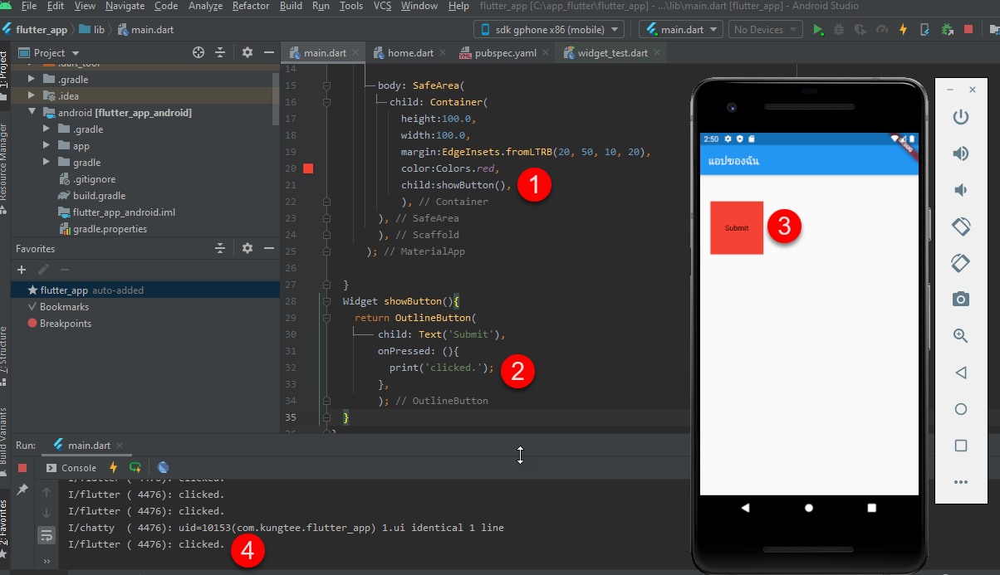 File Edit View Navigate Code Analyze Refactor Build Run Tools VCS Window Help flutter_app [C:\app_flutter\flutter_app] - ...\lib\main.dart [flutter_app] - Android Studio
flutter_app lib main.dart
sdk gphone x86 (mobile) main.dart No Devices
Project
main.dart home.dart pubspec.yaml widget_test.dart
.dart_tool
.gradle
.idea
android [flutter_app_android]
.gradle
app
gradle
.gitignore
build.gradle
flutter_app_android.iml
gradle.properties
Favorites
flutter_app auto-added
Bookmarks
Breakpoints
1: Project
Resource Manager
7: Structure
Build Variants
2: Favorites
14
15 body: SafeArea(
16 child: Container(
17 height:100.0,
18 width:100.0,
19 margin:EdgeInsets.fromLTRB(20, 50, 10, 20),
20 color:Colors.red,
21 child:showButton(),
22 ), // Container
23 ), // SafeArea
24 ), // Scaffold
25 ); // MaterialApp
26
27 }
28 Widget showButton(){
29 return OutlineButton(
30 child: Text('Submit'),
31 onPressed: (){
32 print('clicked.');
33 },
34 ); // OutlineButton
35 }
1
2
2:50
DEBUG
แอปของฉัน
Submit
3
Run: main.dart
Console
I/flutter ( 4476): clicked.
I/flutter ( 4476): clicked.
I/flutter ( 4476): clicked.
I/chatty  ( 4476): uid=10153(com.kungtee.flutter_app) 1.ui identical 1 line
I/flutter ( 4476): clicked.
4